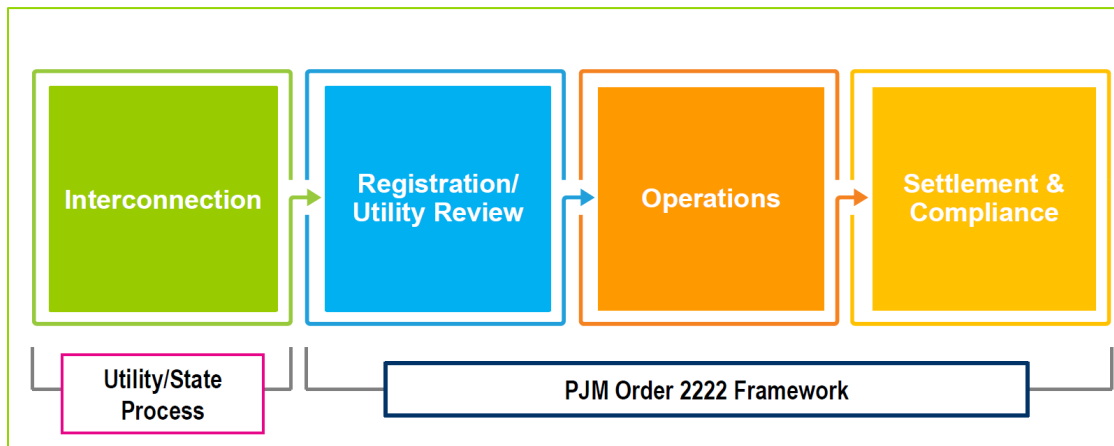 Interconnection
Registration/
Utility Review
Operations
Settlement &
Compliance
Utility/State
Process
PJM Order 2222 Framework